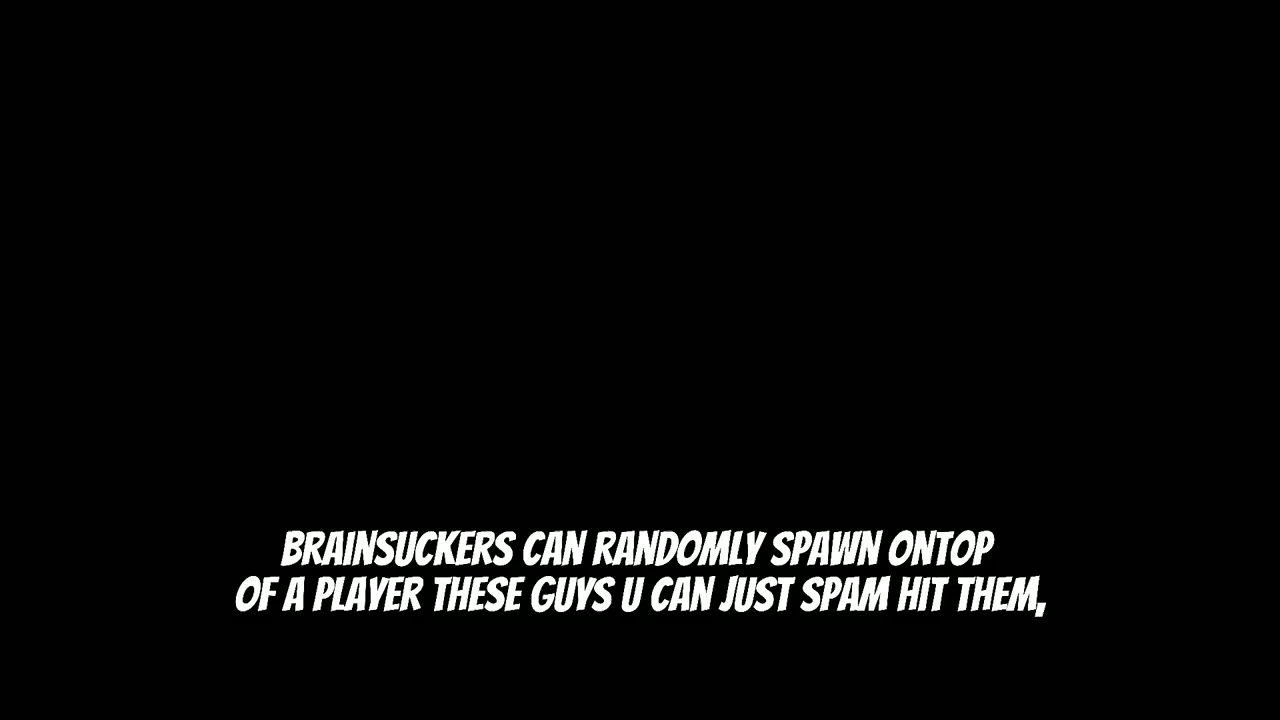 BRAINSUCKERS CAN RANDOMLY SPAWN ONTOP
OF A PLAYER THESE GUYS U CAN JUST SPAM HIT THEM,